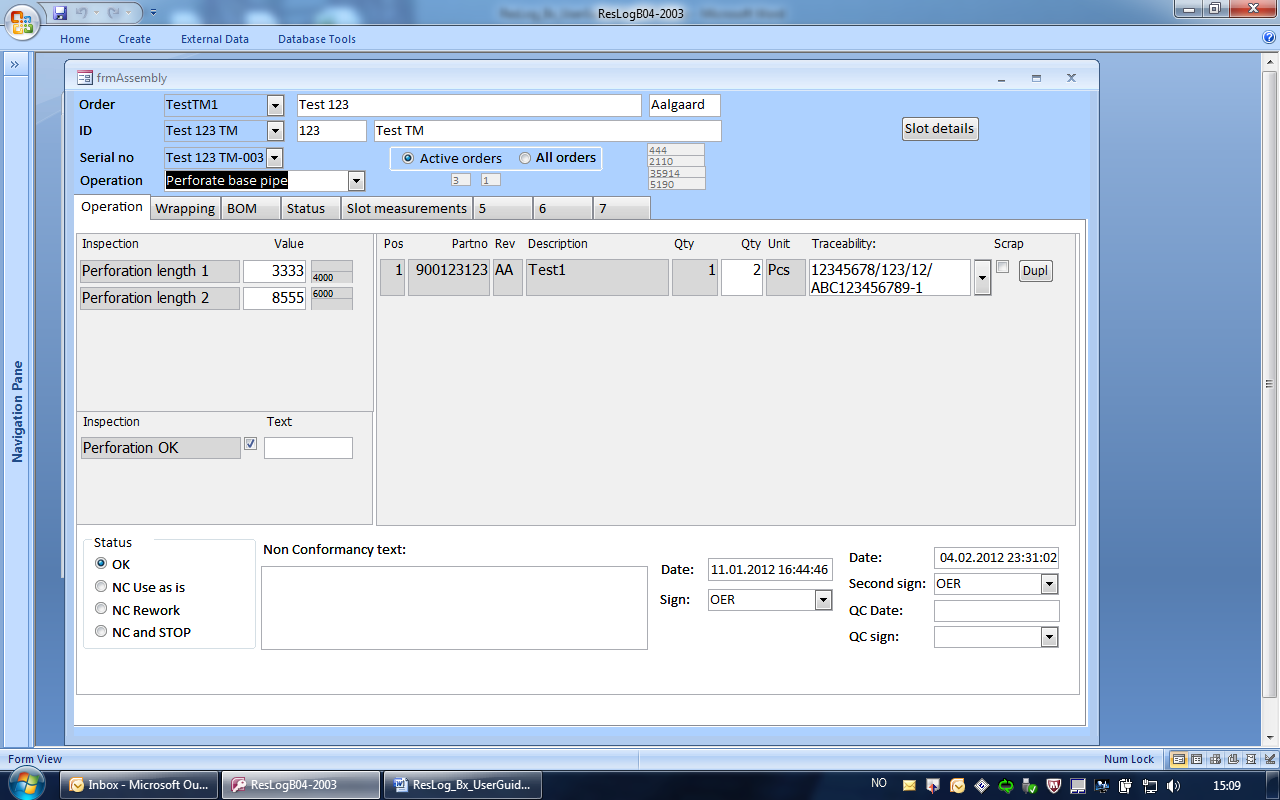 ResLogB04-2003
Home Create External Data Database Tools
frmAssembly
Order TestTM1 Test 123 Aalgaard
ID Test 123 TM 123 Test TM
Slot details
Serial no Test 123 TM-003 Active orders All orders
444
2110
35914
5190
Operation Perforate base pipe 3 1
Operation Wrapping BOM Status Slot measurements 5 6 7
Inspection Value
Perforation length 1 3333 4000
Perforation length 2 8555 6000
Pos Partno Rev Description Qty Qty Unit Traceability: Scrap
1 900123123 AA Test1 1 2 Pcs 12345678/123/12/
ABC123456789-1
Dupl
Inspection Text
Perforation OK
Status
OK
NC Use as is
NC Rework
NC and STOP
Non Conformancy text:
Date: 11.01.2012 16:44:46
Sign: OER
Date: 04.02.2012 23:31:02
Second sign: OER
QC Date:
QC sign:
Navigation Pane
Form View Num Lock
Inbox - Microsoft Ou... ResLogB04-2003 ResLog_Bx_UserGuid... NO 15:09